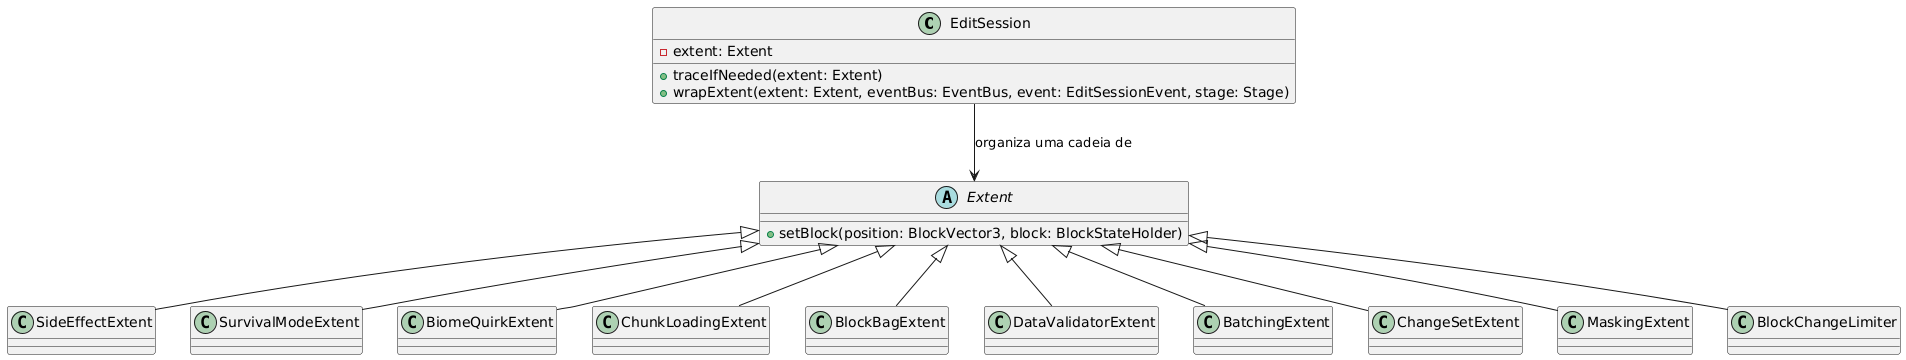 C EditSession
extent: Extent
traceIfNeeded(extent: Extent)
wrapExtent(extent: Extent, eventBus: EventBus, event: EditSessionEvent, stage: Stage)
organiza uma cadeia de
A Extent
setBlock(position: BlockVector3, block: BlockStateHolder)
C SideEffectExtent
C SurvivalModeExtent
C BiomeQuirkExtent
C ChunkLoadingExtent
C BlockBagExtent
C DataValidatorExtent
C BatchingExtent
C ChangeSetExtent
C MaskingExtent
C BlockChangeLimiter